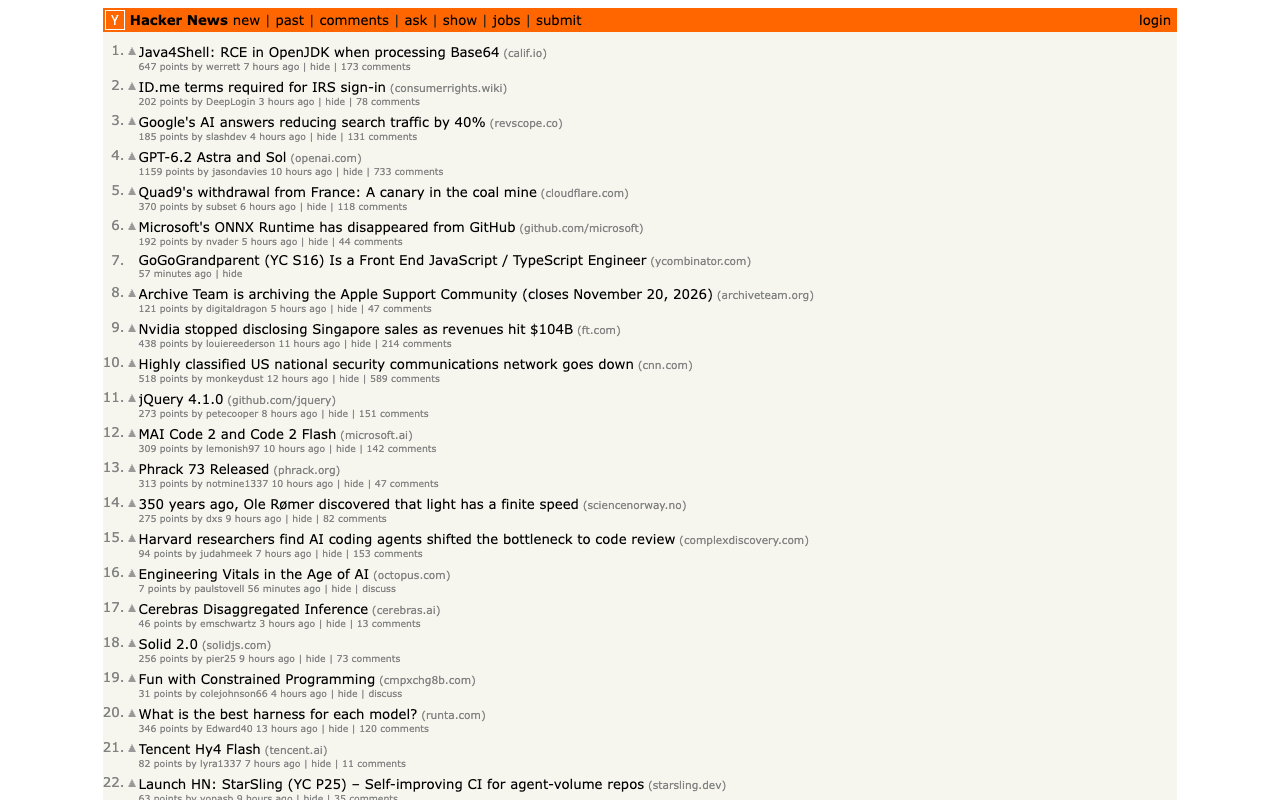 Y Hacker News new | past | comments | ask | show | jobs | submit login
1. ▲ Java4Shell: RCE in OpenJDK when processing Base64 (calif.io)
647 points by werrett 7 hours ago | hide | 173 comments
2. ▲ ID.me terms required for IRS sign-in (consumerrights.wiki)
202 points by DeepLogin 3 hours ago | hide | 78 comments
3. ▲ Google's AI answers reducing search traffic by 40% (revscope.co)
185 points by slashdev 4 hours ago | hide | 131 comments
4. ▲ GPT-6.2 Astra and Sol (openai.com)
1159 points by jasondavies 10 hours ago | hide | 733 comments
5. ▲ Quad9's withdrawal from France: A canary in the coal mine (cloudflare.com)
370 points by subset 6 hours ago | hide | 118 comments
6. ▲ Microsoft's ONNX Runtime has disappeared from GitHub (github.com/microsoft)
192 points by nvader 5 hours ago | hide | 44 comments
7. GoGoGrandparent (YC S16) Is a Front End JavaScript / TypeScript Engineer (ycombinator.com)
57 minutes ago | hide
8. ▲ Archive Team is archiving the Apple Support Community (closes November 20, 2026) (archiveteam.org)
121 points by digitaldragon 5 hours ago | hide | 47 comments
9. ▲ Nvidia stopped disclosing Singapore sales as revenues hit $104B (ft.com)
438 points by louiereederson 11 hours ago | hide | 214 comments
10. ▲ Highly classified US national security communications network goes down (cnn.com)
518 points by monkeydust 12 hours ago | hide | 589 comments
11. ▲ jQuery 4.1.0 (github.com/jquery)
273 points by petecooper 8 hours ago | hide | 151 comments
12. ▲ MAI Code 2 and Code 2 Flash (microsoft.ai)
309 points by lemonish97 10 hours ago | hide | 142 comments
13. ▲ Phrack 73 Released (phrack.org)
313 points by notmine1337 10 hours ago | hide | 47 comments
14. ▲ 350 years ago, Ole Rømer discovered that light has a finite speed (sciencenorway.no)
275 points by dxs 9 hours ago | hide | 82 comments
15. ▲ Harvard researchers find AI coding agents shifted the bottleneck to code review (complexdiscovery.com)
94 points by judahmeek 7 hours ago | hide | 153 comments
16. ▲ Engineering Vitals in the Age of AI (octopus.com)
7 points by paulstovell 56 minutes ago | hide | discuss
17. ▲ Cerebras Disaggregated Inference (cerebras.ai)
46 points by emschwartz 3 hours ago | hide | 13 comments
18. ▲ Solid 2.0 (solidjs.com)
256 points by pier25 9 hours ago | hide | 73 comments
19. ▲ Fun with Constrained Programming (cmpxchg8b.com)
31 points by colejohnson66 4 hours ago | hide | discuss
20. ▲ What is the best harness for each model? (runta.com)
346 points by Edward40 13 hours ago | hide | 120 comments
21. ▲ Tencent Hy4 Flash (tencent.ai)
82 points by lyra1337 7 hours ago | hide | 11 comments
22. ▲ Launch HN: StarSling (YC P25) – Self-improving CI for agent-volume repos (starsling.dev)
63 points by vonash 9 hours ago | hide | 35 comments